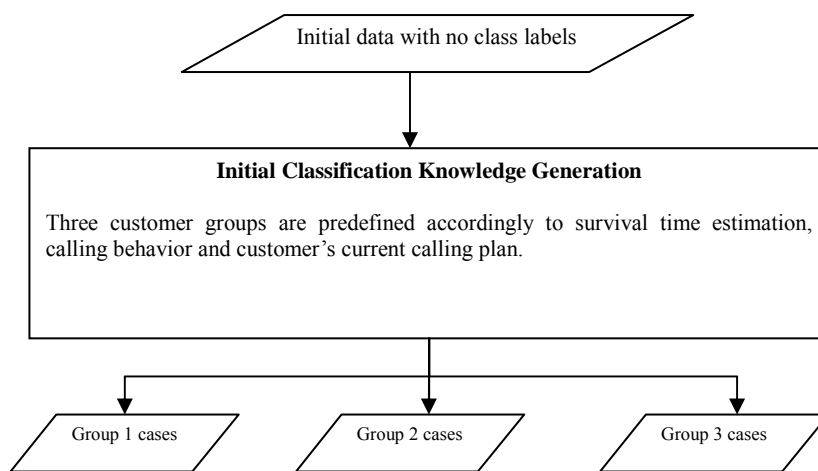 Initial data with no class labels
Initial Classification Knowledge Generation
Three customer groups are predefined accordingly to survival time estimation,
calling behavior and customer’s current calling plan.
Group 1 cases
Group 2 cases
Group 3 cases